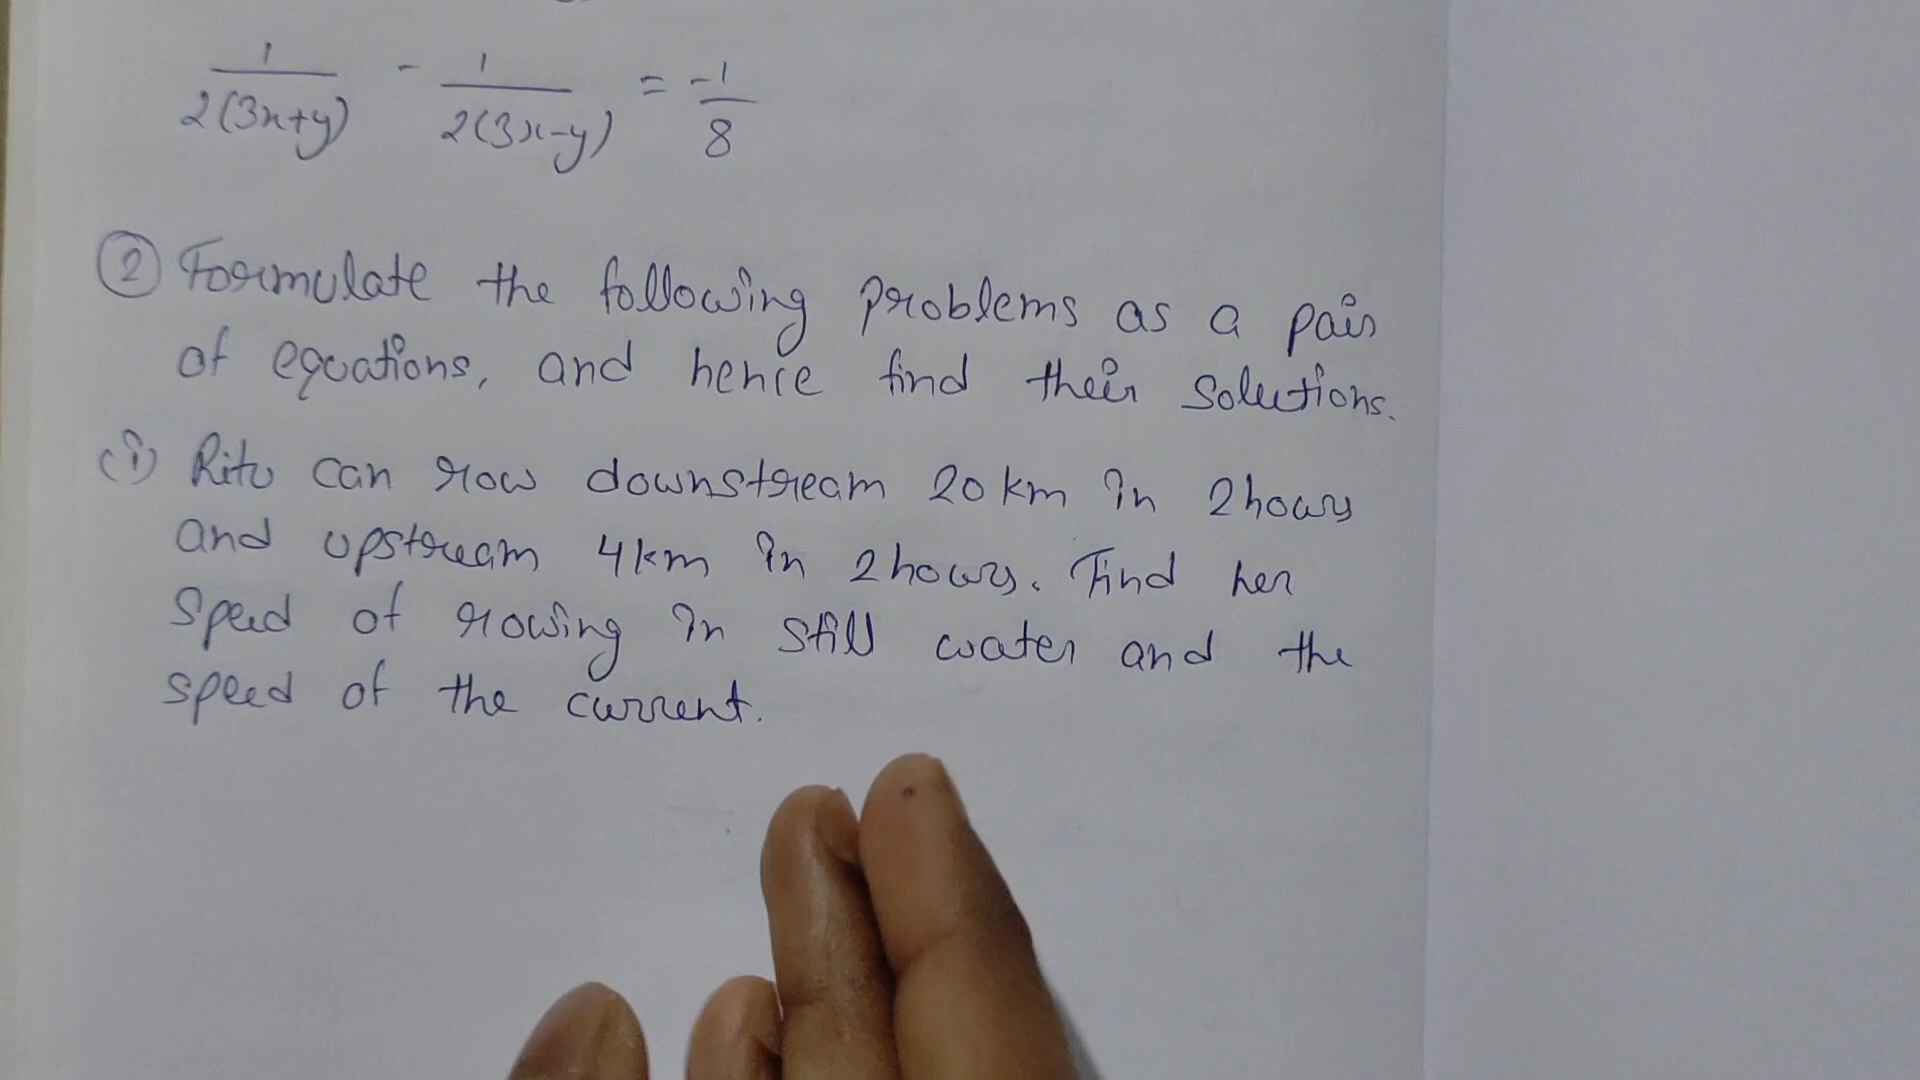 1/2(3x+y) - 1/2(3x-y) = -1/8
② Formulate the following problems as a pair
of equations, and hence find their solutions.
(i) Ritu can row downstream 20 km in 2 hours
and upstream 4 km in 2 hours. Find her
speed of rowing in still water and the
speed of the current.